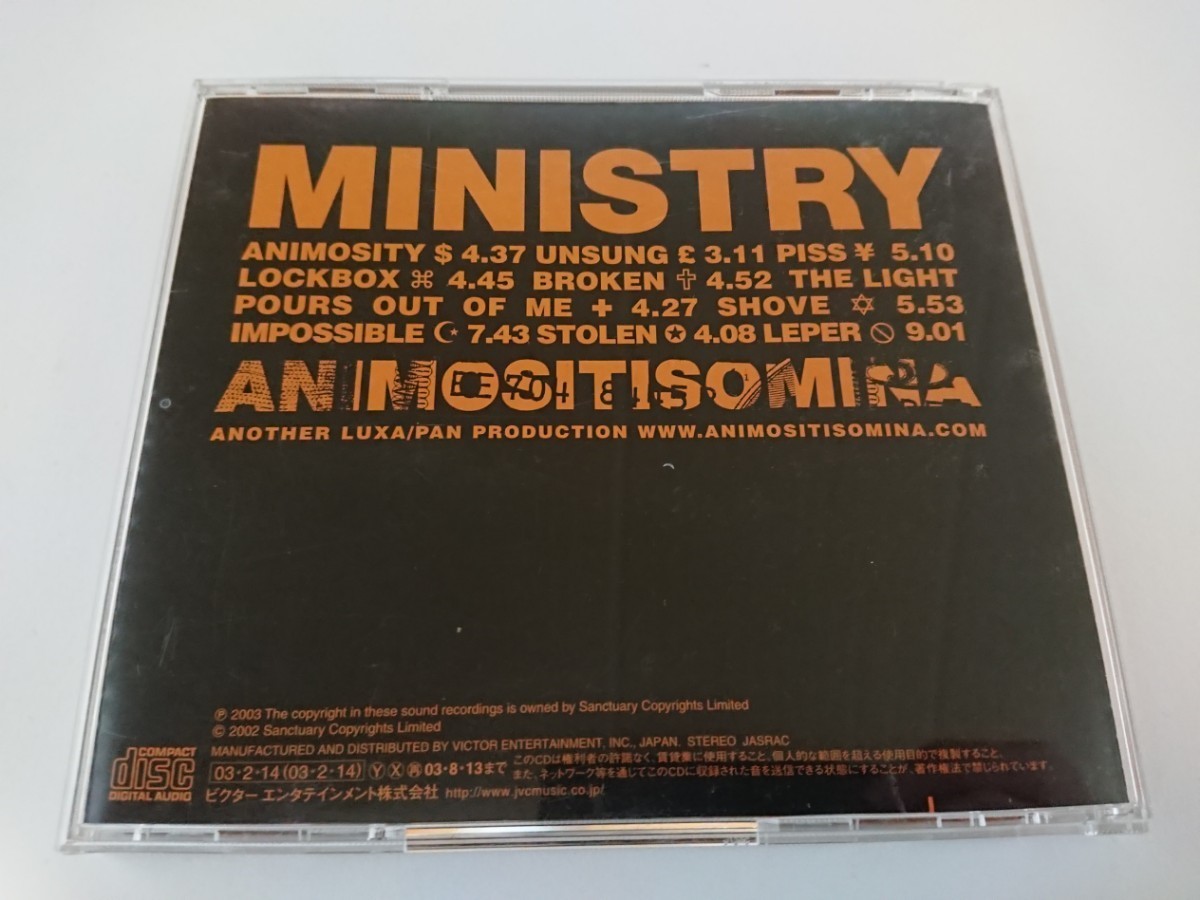 MINISTRY
ANIMOSITY $ 4.37 UNSUNG £ 3.11 PISS ¥ 5.10
LOCKBOX ⌘ 4.45 BROKEN ✝ 4.52 THE LIGHT
POURS OUT OF ME + 4.27 SHOVE ✡ 5.53
IMPOSSIBLE ☪ 7.43 STOLEN ✪ 4.08 LEPER 🛇 9.01
ANIMOSITISOMINA
ANOTHER LUXA/PAN PRODUCTION WWW.ANIMOSITISOMINA.COM
℗ 2003 The copyright in these sound recordings is owned by Sanctuary Copyrights Limited
© 2002 Sanctuary Copyrights Limited
MANUFACTURED AND DISTRIBUTED BY VICTOR ENTERTAINMENT, INC., JAPAN. STEREO JASRAC
COMPACT
disc
DIGITAL AUDIO
03・2・14 (03・2・14) Ⓨ Ⓧ 03・8・13まで
このCDは権利者の許諾なく、賃貸業に使用すること、個人的な範囲を超える使用目的で複製すること、
また、ネットワーク等を通じてこのCDに収録された音を送信できる状態にすることが、著作権法で禁じられています。
ビクター エンタテインメント株式会社 http://www.jvcmusic.co.jp/